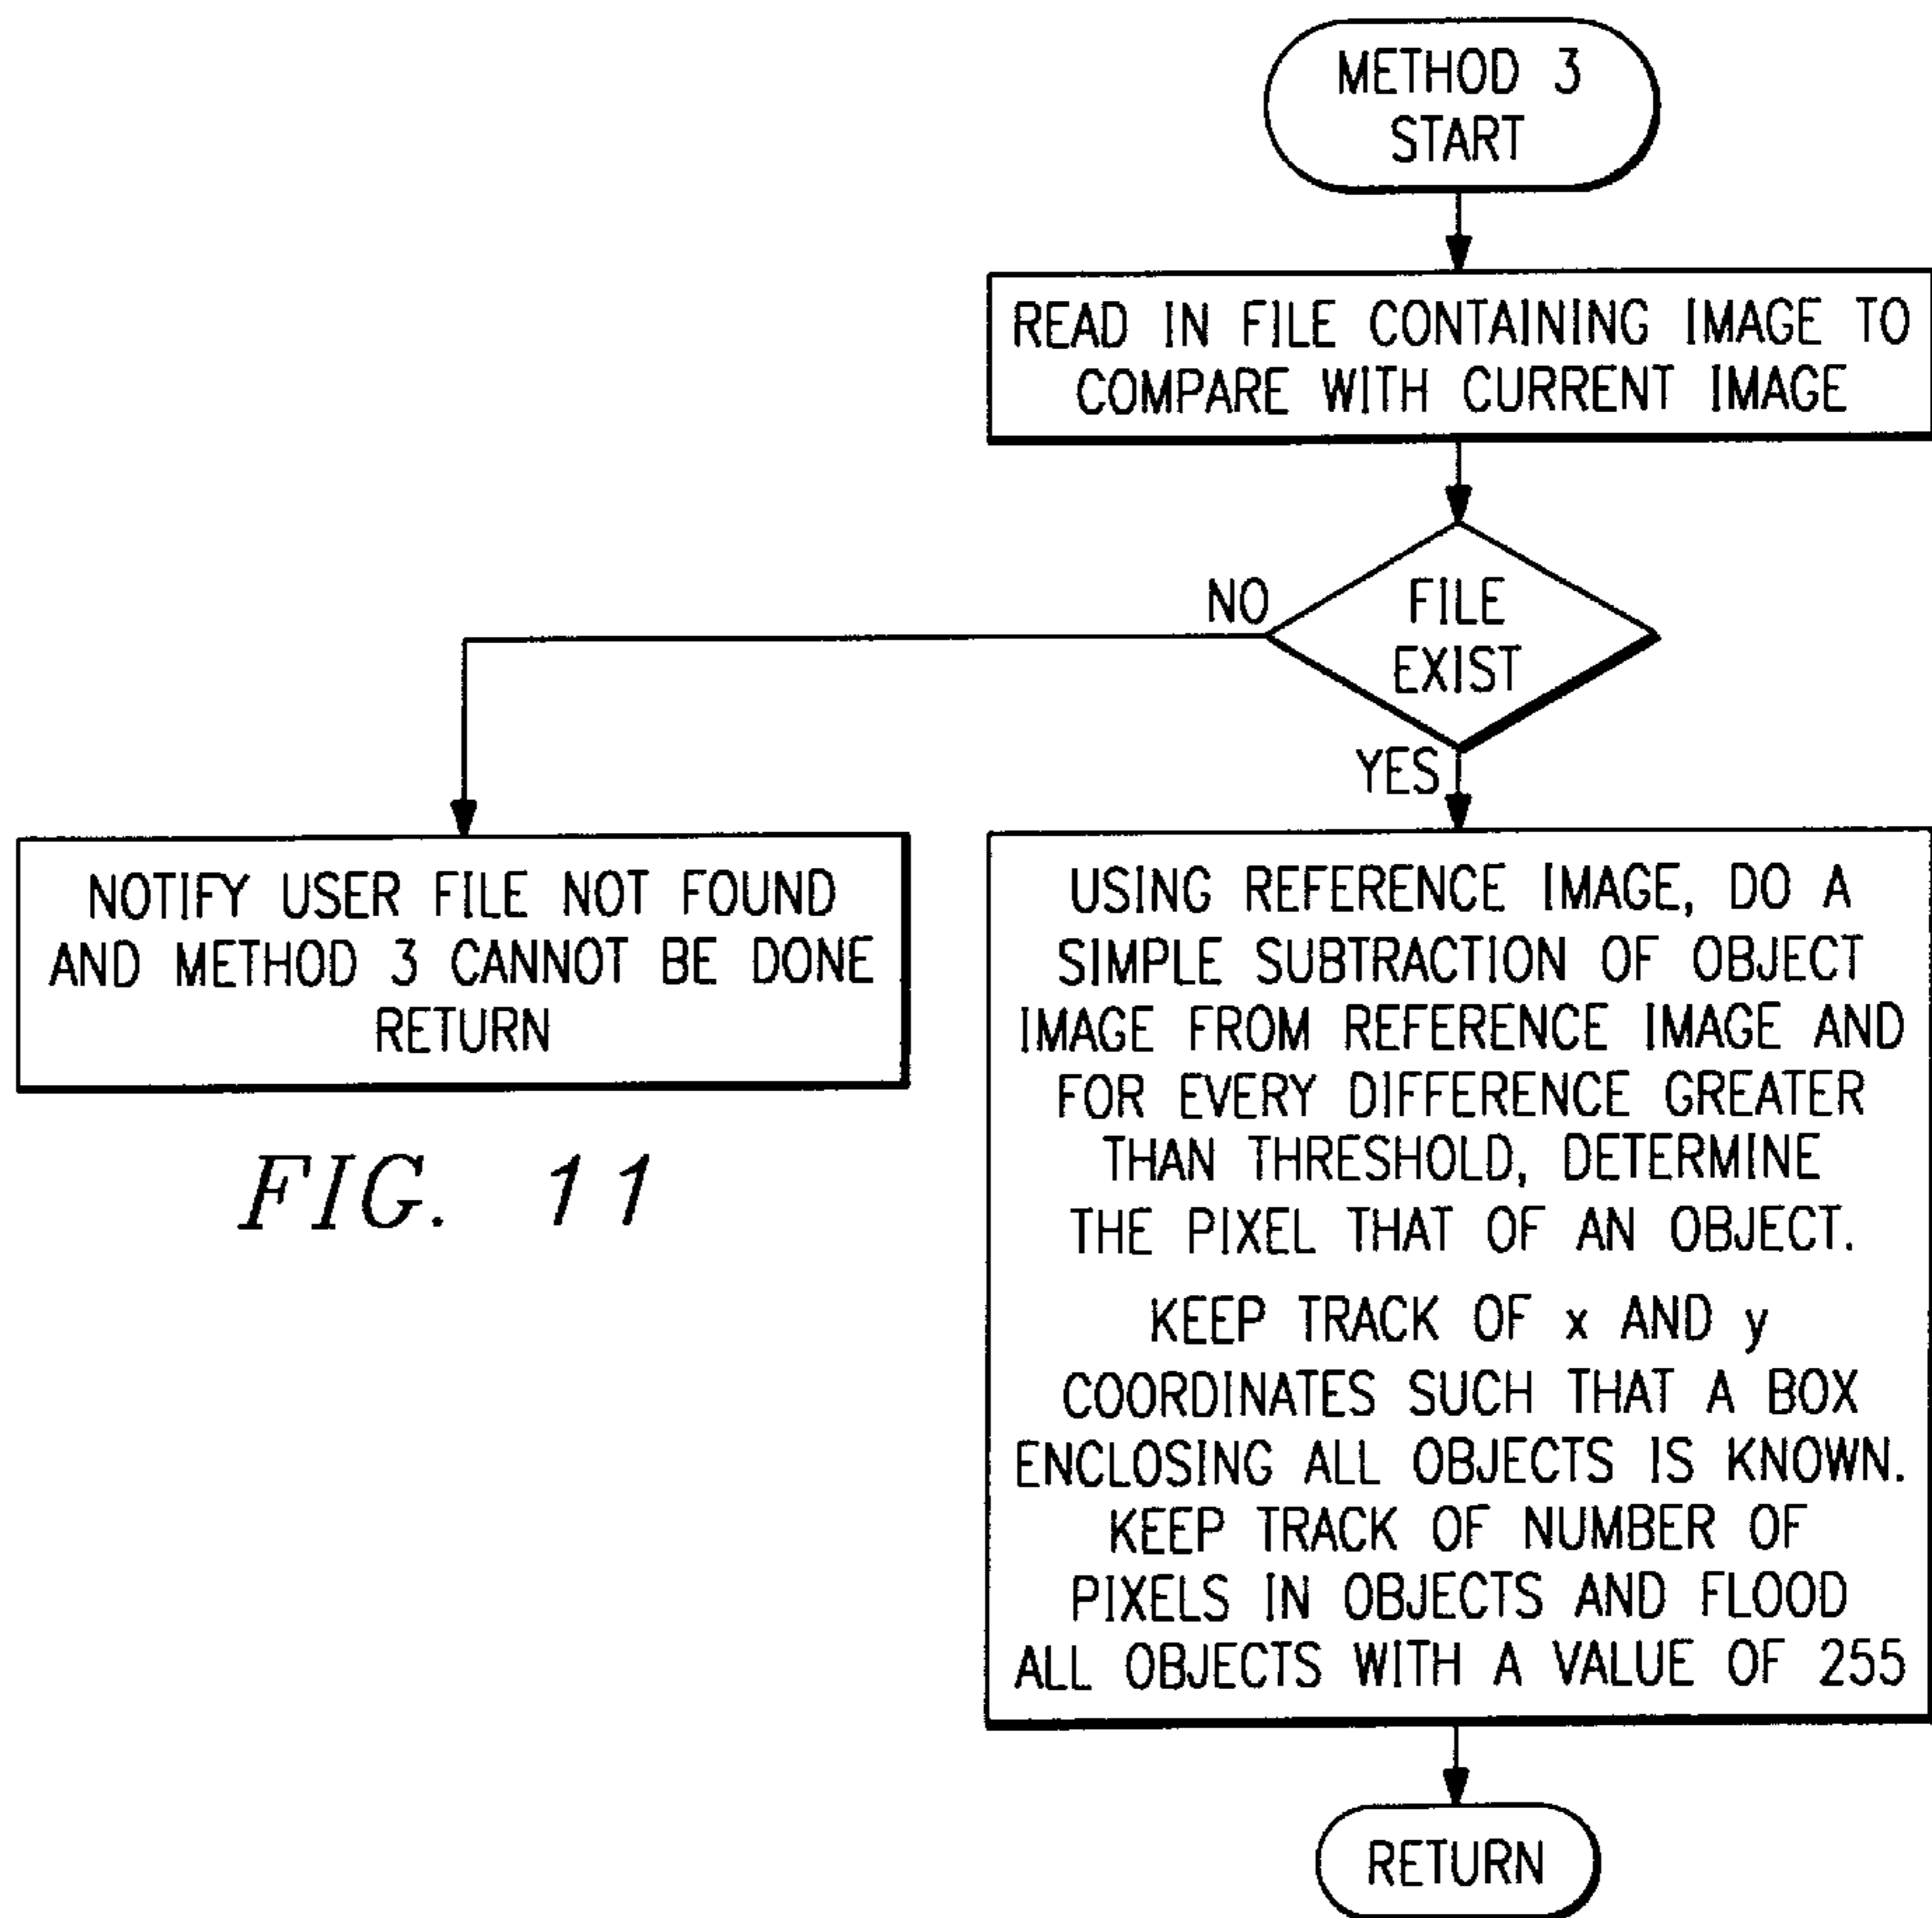 METHOD 3
START
READ IN FILE CONTAINING IMAGE TO
COMPARE WITH CURRENT IMAGE
FILE
EXIST
NO
YES
NOTIFY USER FILE NOT FOUND
AND METHOD 3 CANNOT BE DONE
RETURN
USING REFERENCE IMAGE, DO A
SIMPLE SUBTRACTION OF OBJECT
IMAGE FROM REFERENCE IMAGE AND
FOR EVERY DIFFERENCE GREATER
THAN THRESHOLD, DETERMINE
THE PIXEL THAT OF AN OBJECT.
KEEP TRACK OF x AND y
COORDINATES SUCH THAT A BOX
ENCLOSING ALL OBJECTS IS KNOWN.
KEEP TRACK OF NUMBER OF
PIXELS IN OBJECTS AND FLOOD
ALL OBJECTS WITH A VALUE OF 255
RETURN
FIG. 11